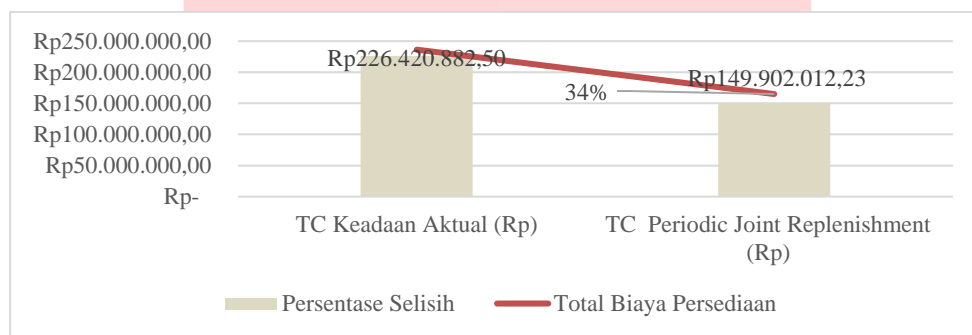 Rp250.000.000,00
Rp200.000.000,00
Rp150.000.000,00
Rp100.000.000,00
Rp50.000.000,00
Rp-
Rp226.420.882,50
Rp149.902.012,23
34%
TC Keadaan Aktual (Rp)
TC Periodic Joint Replenishment
(Rp)
Persentase Selisih
Total Biaya Persediaan